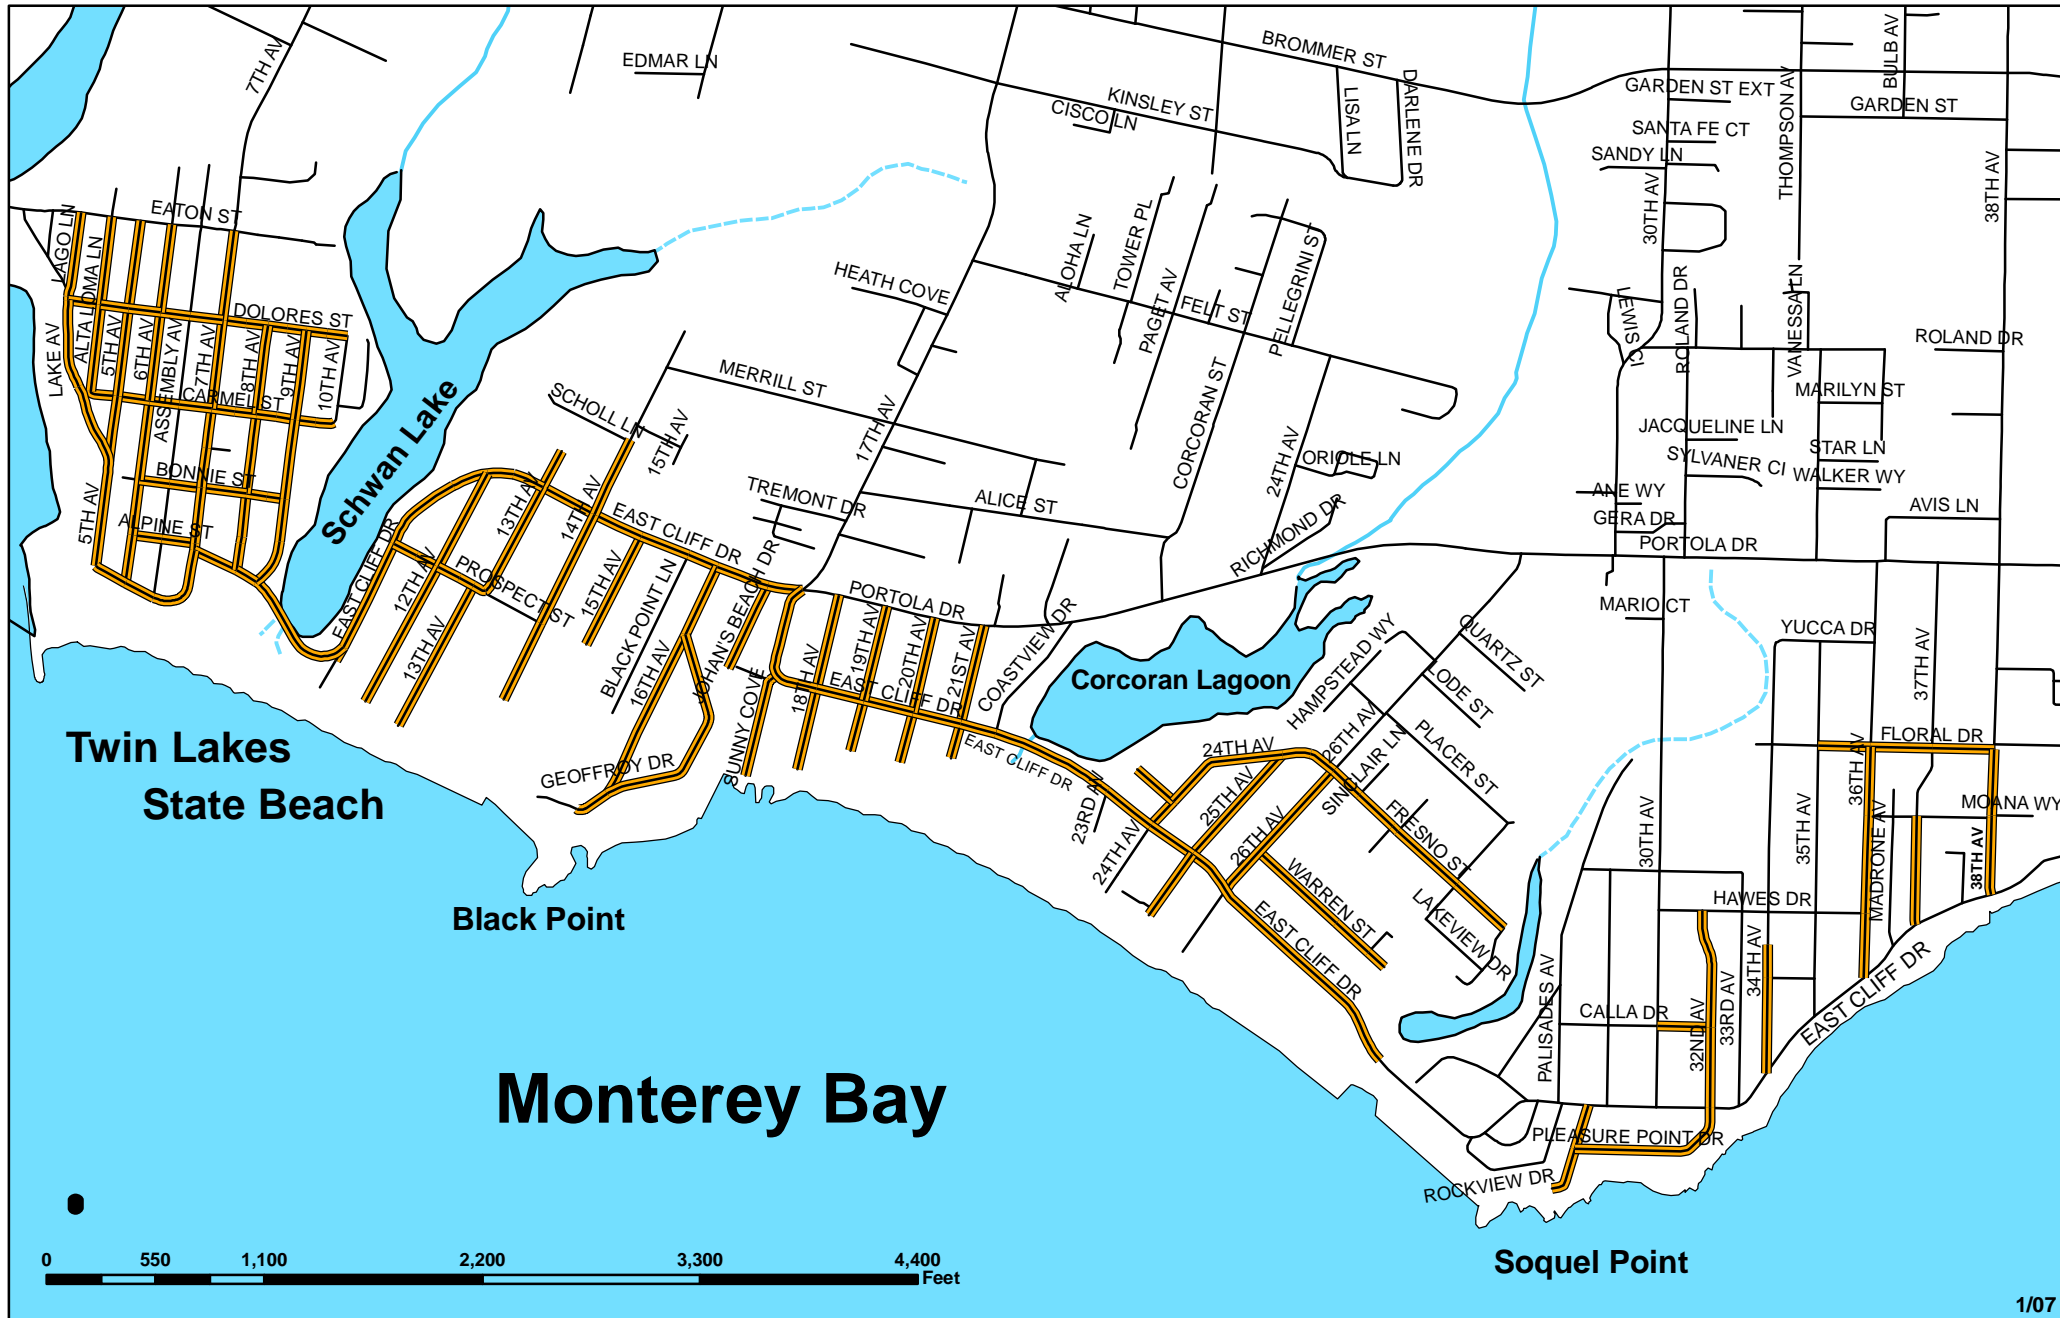 7TH AV
EDMAR LN
BROMMER ST
KINSLEY ST
CISCO LN
LISA LN
DARLENE DR
BULB AV
GARDEN ST EXT
GARDEN ST
THOMPSON AV
SANTA FE CT
SANDY LN
30TH AV
38TH AV
EATON ST
LAGO LN
ALTA LOMA LN
LAKE AV
DOLORES ST
5TH AV
6TH AV
ASSEMBLY AV
7TH AV
8TH AV
9TH AV
10TH AV
CARMEL ST
BONNIE ST
ALPINE ST
5TH AV
Schwan Lake
HEATH COVE
ALOHA LN
TOWER PL
PAGET AV
FELT ST
PELLEGRINI ST
LEWIS CI
ROLAND DR
VANESSA LN
ROLAND DR
MERRILL ST
SCHOLL LN
15TH AV
17TH AV
CORCORAN ST
24TH AV
ORIOLE LN
MARILYN ST
JACQUELINE LN
STAR LN
SYLVANER CI
WALKER WY
ANE WY
GERA DR
AVIS LN
PORTOLA DR
TREMONT DR
ALICE ST
RICHMOND DR
13TH AV
14TH AV
EAST CLIFF DR
EAST CLIFF DR
12TH AV
PROSPECT ST
13TH AV
15TH AV
BLACK POINT LN
16TH AV
JOHAN'S BEACH DR
SUNNY COVE
GEOFFROY DR
PORTOLA DR
18TH AV
19TH AV
20TH AV
21ST AV
EAST CLIFF DR
COASTVIEW DR
EAST CLIFF DR
Corcoran Lagoon
HAMPSTEAD WY
QUARTZ ST
LODE ST
PLACER ST
26TH AV
SINCLAIR LN
24TH AV
25TH AV
26TH AV
23RD AV
24TH AV
FRESNO ST
WARREN ST
LAKEVIEW DR
EAST CLIFF DR
MARIO CT
YUCCA DR
37TH AV
FLORAL DR
36TH AV
MOANA WY
MADRONE AV
38TH AV
35TH AV
30TH AV
HAWES DR
34TH AV
33RD AV
32ND AV
CALLA DR
PALISADES AV
EAST CLIFF DR
PLEASURE POINT DR
ROCKVIEW DR
Twin Lakes
State Beach
Black Point
Monterey Bay
Soquel Point
0 550 1,100 2,200 3,300 4,400
Feet
1/07